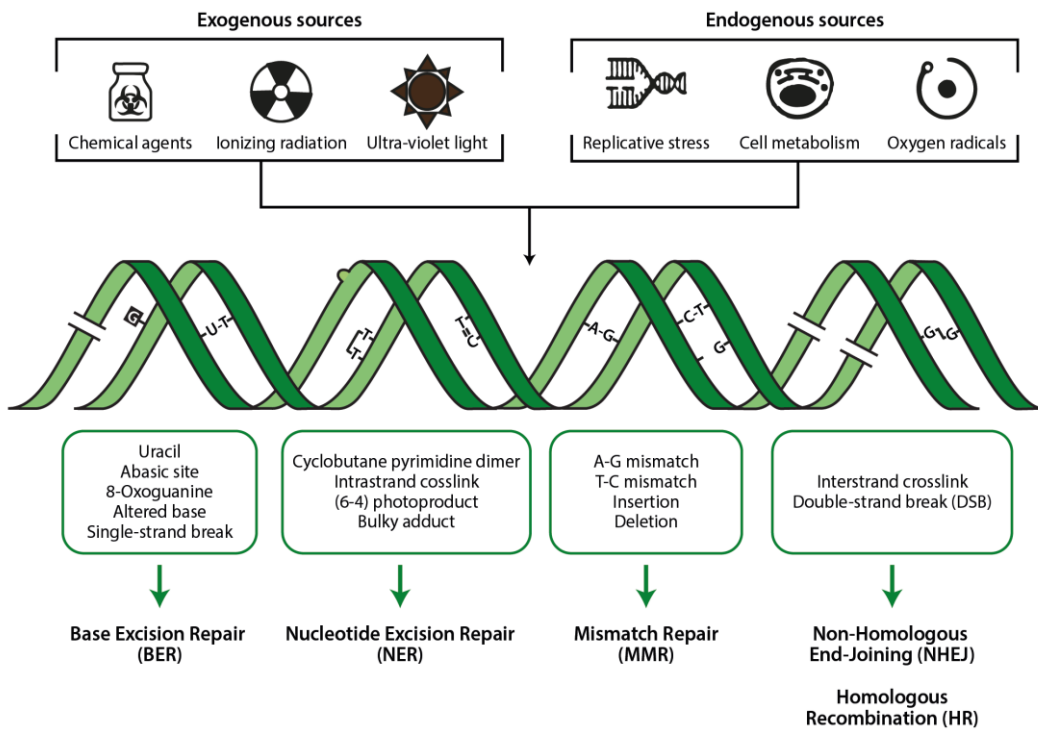 Exogenous sources
Endogenous sources
Chemical agents
Ionizing radiation
Ultra-violet light
Replicative stress
Cell metabolism
Oxygen radicals
G
U-T
T
T
T=C
A-G
C-T
G
G
G
Uracil
Abasic site
8-Oxoguanine
Altered base
Single-strand break
Cyclobutane pyrimidine dimer
Intrastrand cosslink
(6-4) photoproduct
Bulky adduct
A-G mismatch
T-C mismatch
Insertion
Deletion
Interstrand crosslink
Double-strand break (DSB)
Base Excision Repair
(BER)
Nucleotide Excision Repair
(NER)
Mismatch Repair
(MMR)
Non-Homologous
End-Joining (NHEJ)
Homologous
Recombination (HR)